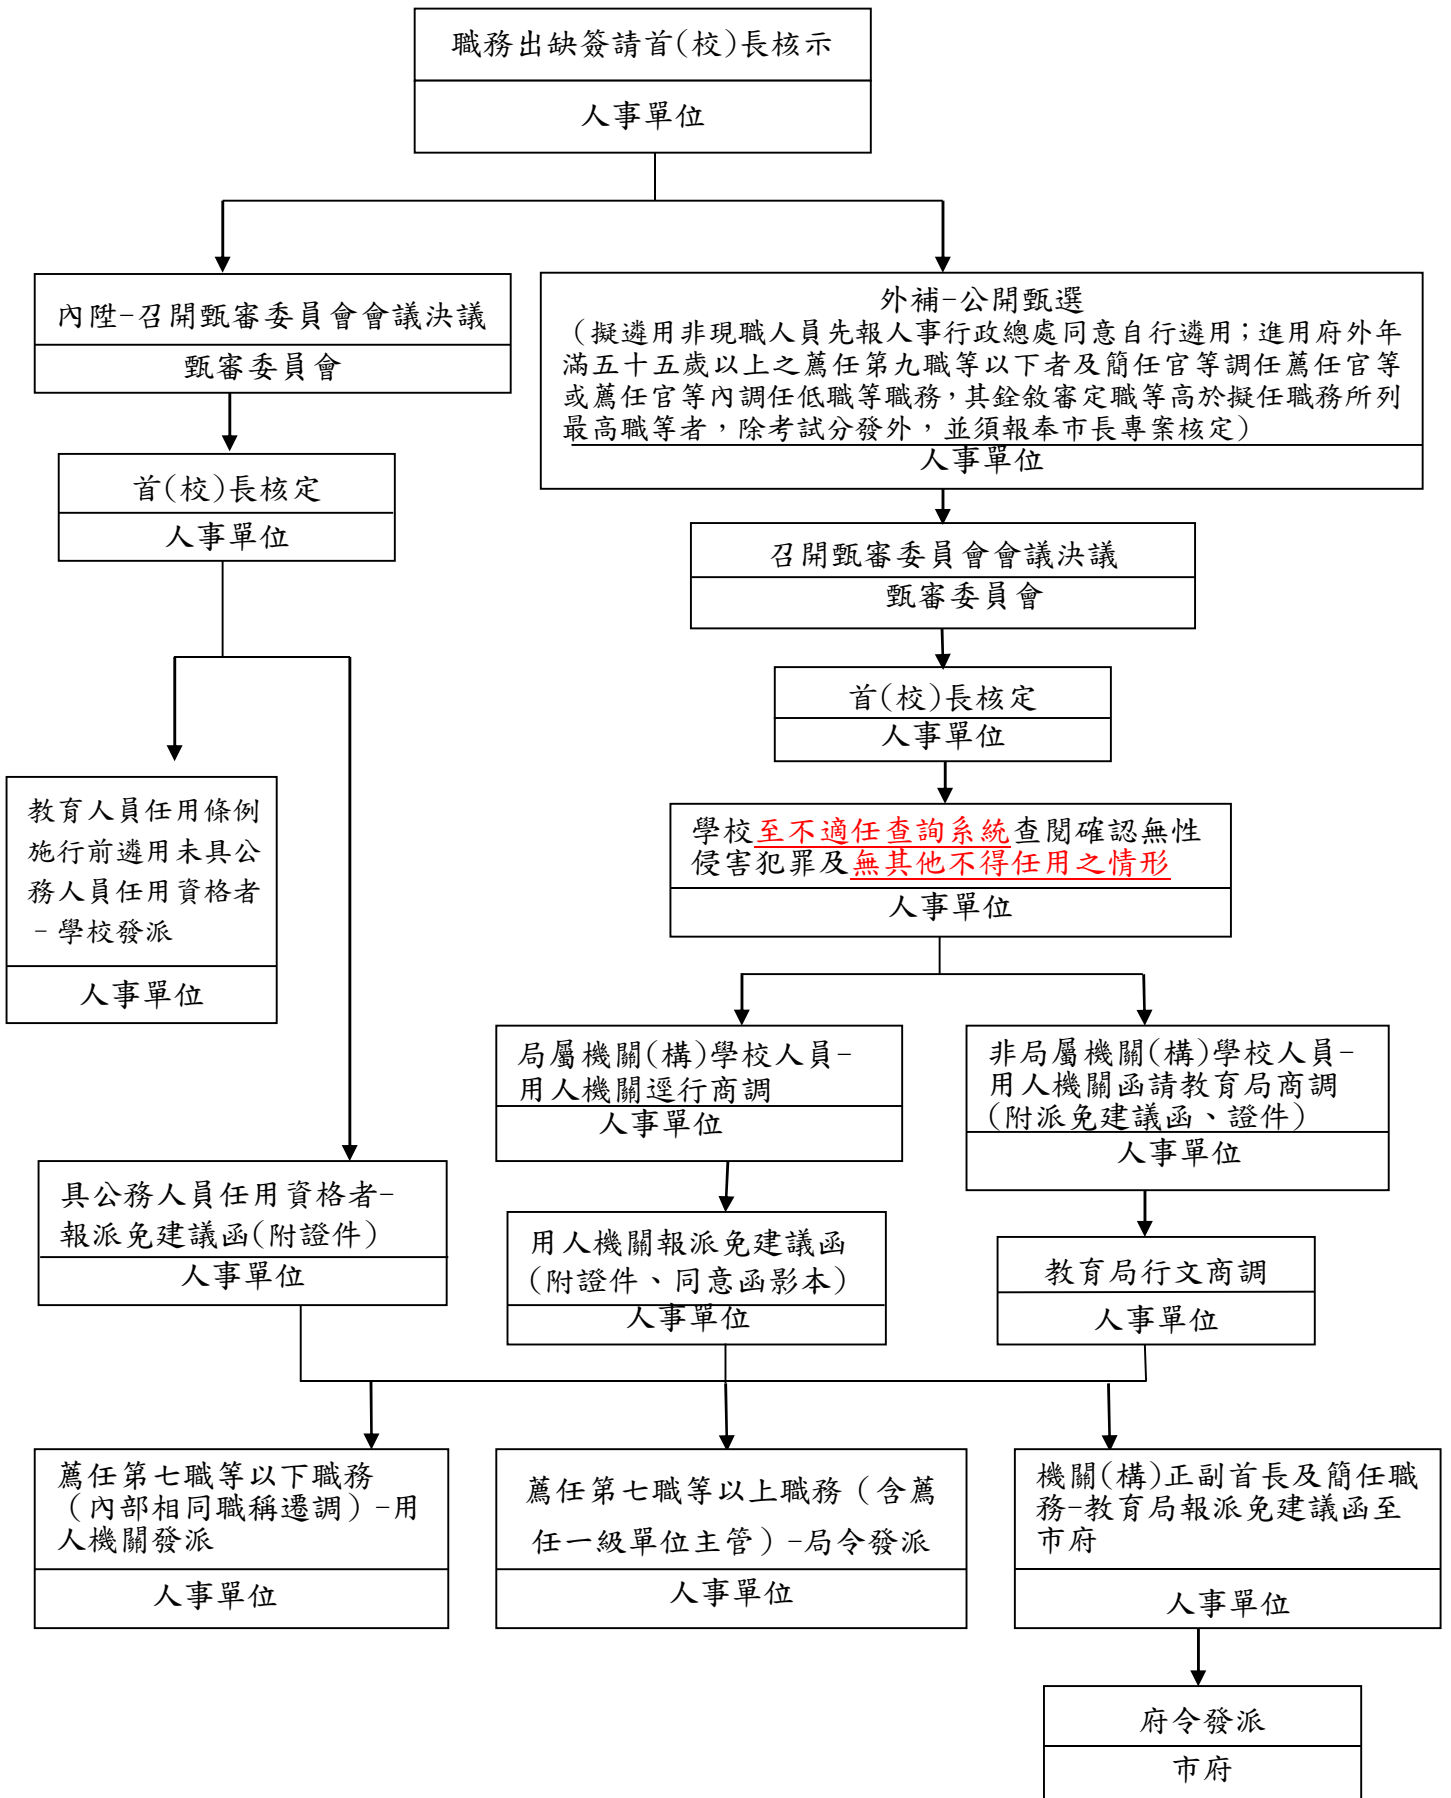 職務出缺簽請首(校)長核示
人事單位
內陞-召開甄審委員會會議決議
甄審委員會
首(校)長核定
人事單位
教育人員任用條例
施行前遴用未具公
務人員任用資格者
-學校發派
人事單位
具公務人員任用資格者-
報派免建議函(附證件)
人事單位
外補-公開甄選
（擬遴用非現職人員先報人事行政總處同意自行遴用；進用府外年
滿五十五歲以上之薦任第九職等以下者及簡任官等調任薦任官等
或薦任官等內調任低職等職務，其銓敘審定職等高於擬任職務所列
最高職等者，除考試分發外，並須報奉市長專案核定）
人事單位
召開甄審委員會會議決議
甄審委員會
首(校)長核定
人事單位
學校至不適任查詢系統查閱確認無性
侵害犯罪及無其他不得任用之情形
人事單位
局屬機關(構)學校人員-
用人機關逕行商調
人事單位
用人機關報派免建議函
(附證件、同意函影本)
人事單位
非局屬機關(構)學校人員-
用人機關函請教育局商調
(附派免建議函、證件)
人事單位
教育局行文商調
人事單位
薦任第七職等以下職務
（內部相同職稱遷調）-用
人機關發派
人事單位
薦任第七職等以上職務（含薦
任一級單位主管）-局令發派
人事單位
機關(構)正副首長及簡任職
務-教育局報派免建議函至
市府
人事單位
府令發派
市府